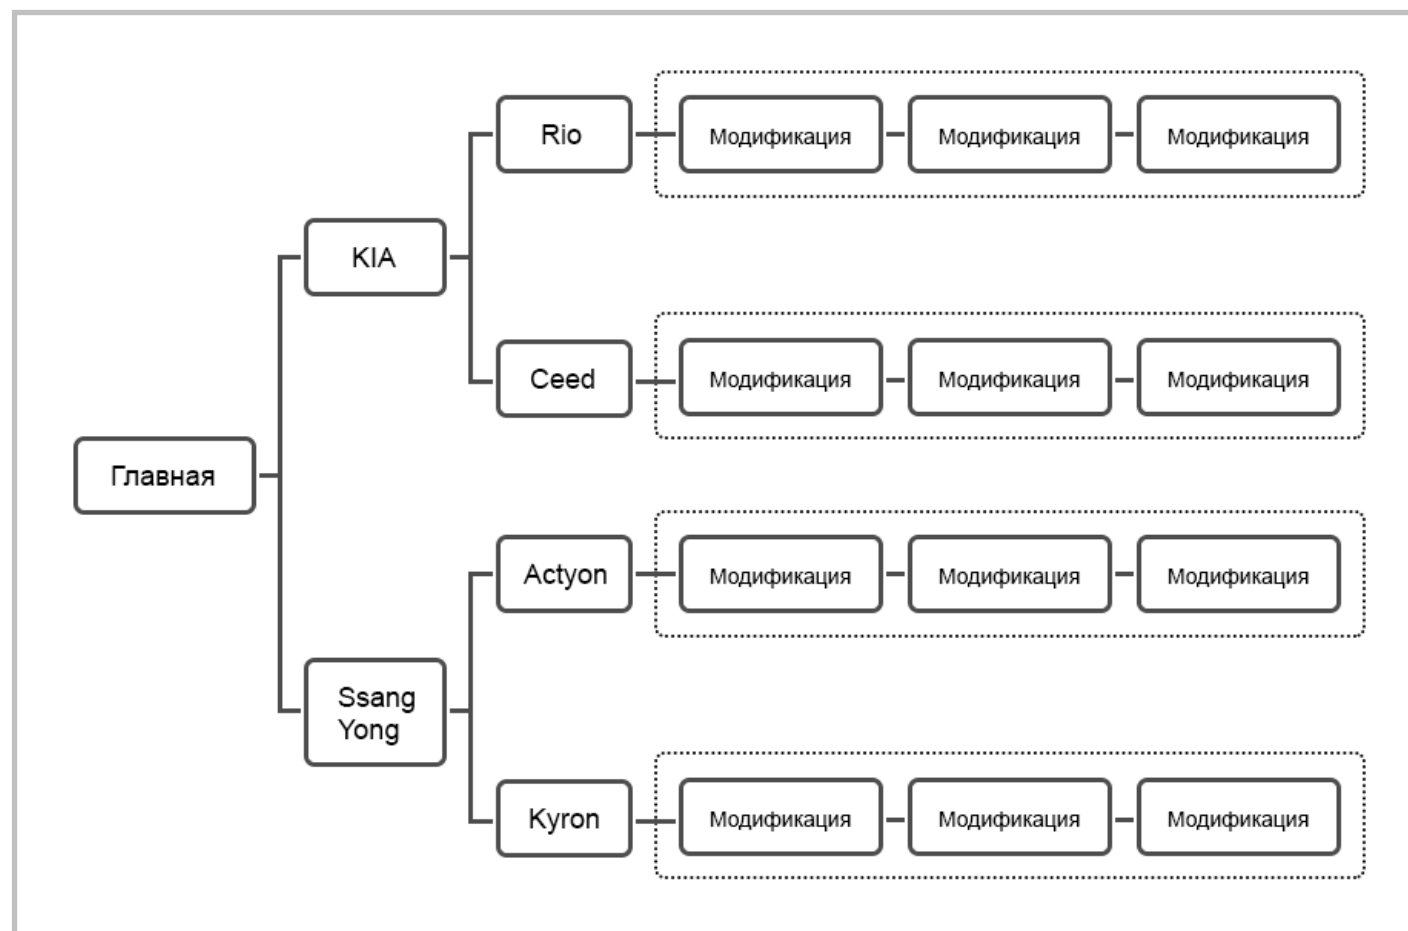 Rio
Модификация
Модификация
Модификация
KIA
Ceed
Модификация
Модификация
Модификация
Главная
Actyon
Модификация
Модификация
Модификация
Ssang
Yong
Kyron
Модификация
Модификация
Модификация